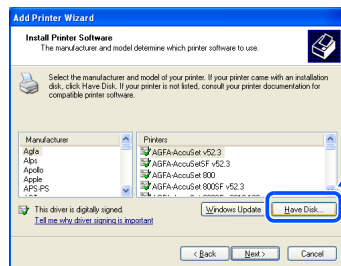 Add Printer Wizard
Install Printer Software
The manufacturer and model determine which printer software to use.
Select the manufacturer and model of your printer. If your printer came with an installation
disk, click Have Disk. If your printer is not listed, consult your printer documentation for
compatible printer software.
Manufacturer
Agfa
Alps
Apollo
Apple
APS-PS
Printers
AGFA-AccuSet v52.3
AGFA-AccuSetSF v52.3
AGFA-AccuSet 800
AGFA-AccuSet 800SF v52.3
This driver is digitally signed.
Tell me why driver signing is important
Windows Update
Have Disk...
< Back
Next >
Cancel